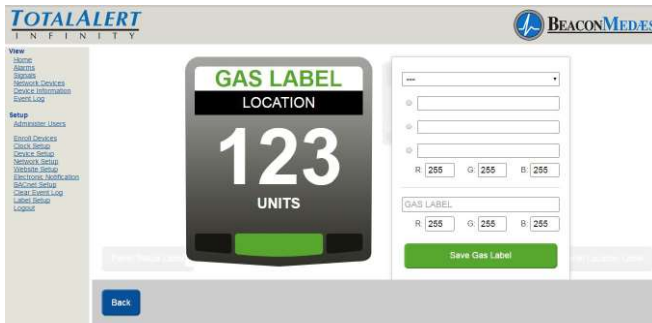 TOTALALERT
INFINITY
BEACONMEDÆS
View
Home
Alarms
Signals
Network Devices
Device Information
Event Log
Setup
Administer Users
Enroll Devices
Clock Setup
Device Setup
Network Setup
Website Setup
Electronic Notification
BACnet Setup
Clear Event Log
Label Setup
Logout
GAS LABEL
LOCATION
123
UNITS
---
R: 255 G: 255 B: 255
GAS LABEL
R: 255 G: 255 B: 255
Save Gas Label
Back